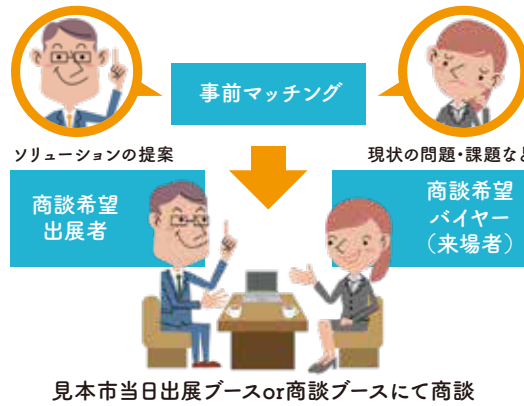 事前マッチング
ソリューションの提案
現状の問題・課題など
商談希望
出展者
商談希望
バイヤー
（来場者）
見本市当日出展ブースor商談ブースにて商談